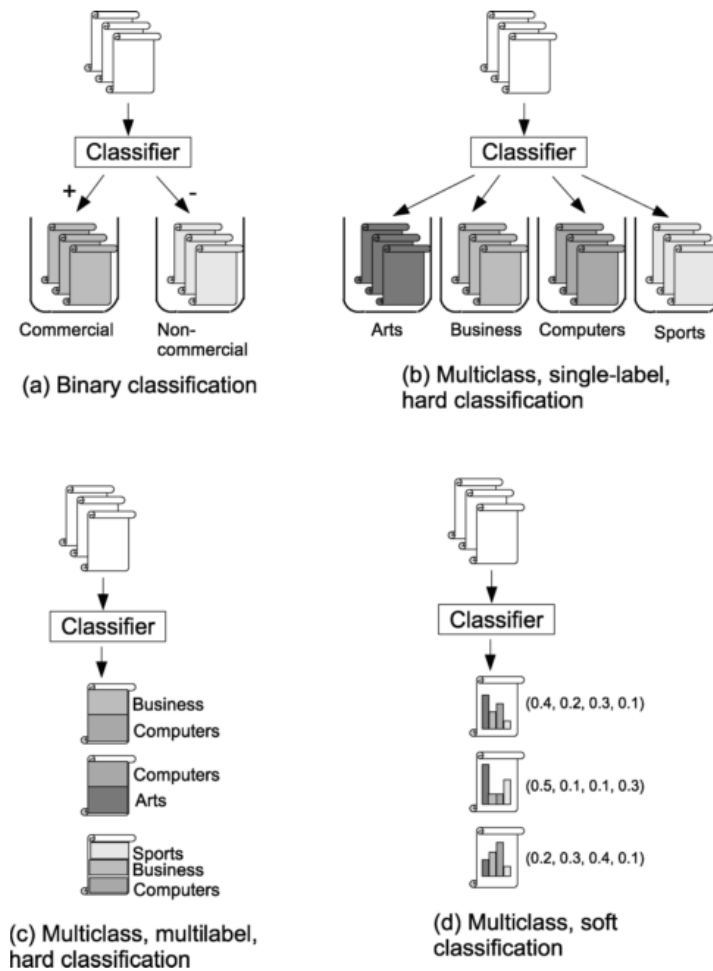 Classifier
+
-
Commercial
Non-
commercial
(a) Binary classification
Classifier
Arts
Business
Computers
Sports
(b) Multiclass, single-label,
hard classification
Classifier
Business
Computers
Computers
Arts
Sports
Business
Computers
(c) Multiclass, multilabel,
hard classification
Classifier
(0.4, 0.2, 0.3, 0.1)
(0.5, 0.1, 0.1, 0.3)
(0.2, 0.3, 0.4, 0.1)
(d) Multiclass, soft
classification